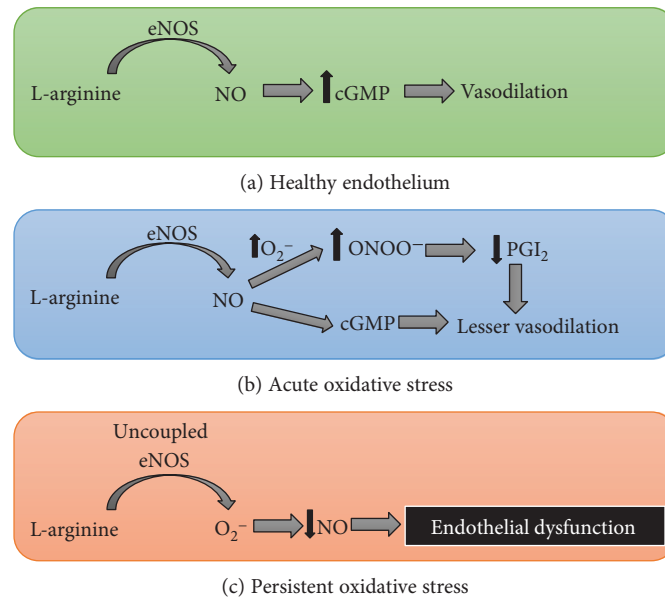 eNOS
L-arginine
NO
cGMP
Vasodilation
(a) Healthy endothelium
eNOS
O₂⁻
ONOO⁻
PGI₂
L-arginine
NO
cGMP
Lesser vasodilation
(b) Acute oxidative stress
Uncoupled
eNOS
L-arginine
O₂⁻
NO
Endothelial dysfunction
(c) Persistent oxidative stress